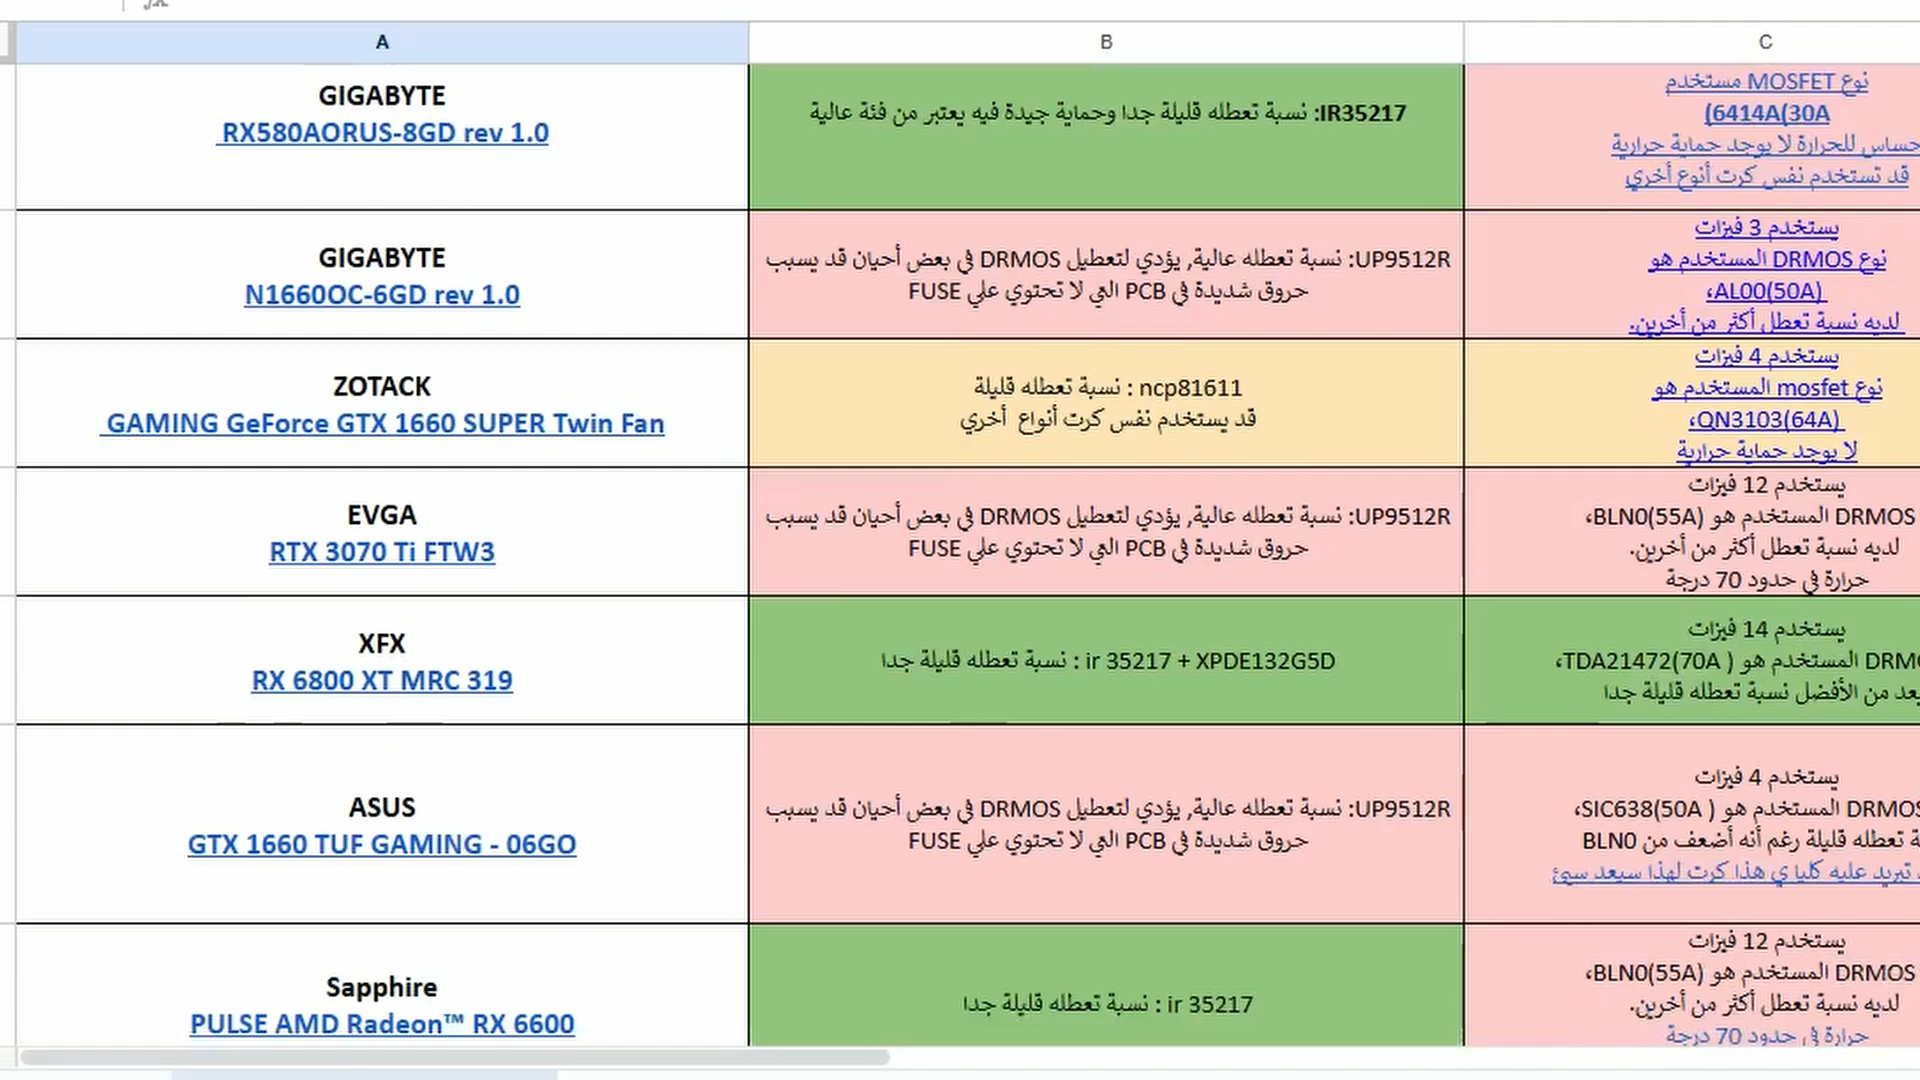 A
B
C
GIGABYTE
RX580AORUS-8GD rev 1.0
IR35217: نسبة تعطله قليلة جدا وحماية جيدة فيه يعتبر من فئة عالية
نوع MOSFET مستخدم
(6414A(30A
حساس للحرارة لا يوجد حماية حرارية
قد تستخدم نفس كرت أنوع أخري
GIGABYTE
N1660OC-6GD rev 1.0
UP9512R: نسبة تعطله عالية, يؤدي لتعطيل DRMOS في بعض أحيان قد يسبب
حروق شديدة في PCB التي لا تحتوي علي FUSE
يستخدم 3 فيزات
نوع DRMOS المستخدم هو
AL00(50A)،
لديه نسبة تعطل أكثر من أخرين.
ZOTACK
GAMING GeForce GTX 1660 SUPER Twin Fan
ncp81611 : نسبة تعطله قليلة
قد يستخدم نفس كرت أنواع أخري
يستخدم 4 فيزات
نوع mosfet المستخدم هو
QN3103(64A)،
لا يوجد حماية حرارية
EVGA
RTX 3070 Ti FTW3
UP9512R: نسبة تعطله عالية, يؤدي لتعطيل DRMOS في بعض أحيان قد يسبب
حروق شديدة في PCB التي لا تحتوي علي FUSE
يستخدم 12 فيزات
DRMOS المستخدم هو BLN0(55A)،
لديه نسبة تعطل أكثر من أخرين.
حرارة في حدود 70 درجة
XFX
RX 6800 XT MRC 319
ir 35217 + XPDE132G5D : نسبة تعطله قليلة جدا
يستخدم 14 فيزات
المستخدم هو TDA21472(70A )،
من الأفضل نسبة تعطله قليلة جدا
ASUS
GTX 1660 TUF GAMING - 06GO
UP9512R: نسبة تعطله عالية, يؤدي لتعطيل DRMOS في بعض أحيان قد يسبب
حروق شديدة في PCB التي لا تحتوي علي FUSE
يستخدم 4 فيزات
DRMOS المستخدم هو SIC638(50A )،
تعطله قليلة رغم أنه أضعف من BLN0
تبريد عليه كليا ي هذا كرت لهذا سيعد سيئ
Sapphire
PULSE AMD Radeon™ RX 6600
ir 35217 : نسبة تعطله قليلة جدا
يستخدم 12 فيزات
DRMOS المستخدم هو BLN0(55A)،
لديه نسبة تعطل أكثر من أخرين.
حرارة في حدود 70 درجة